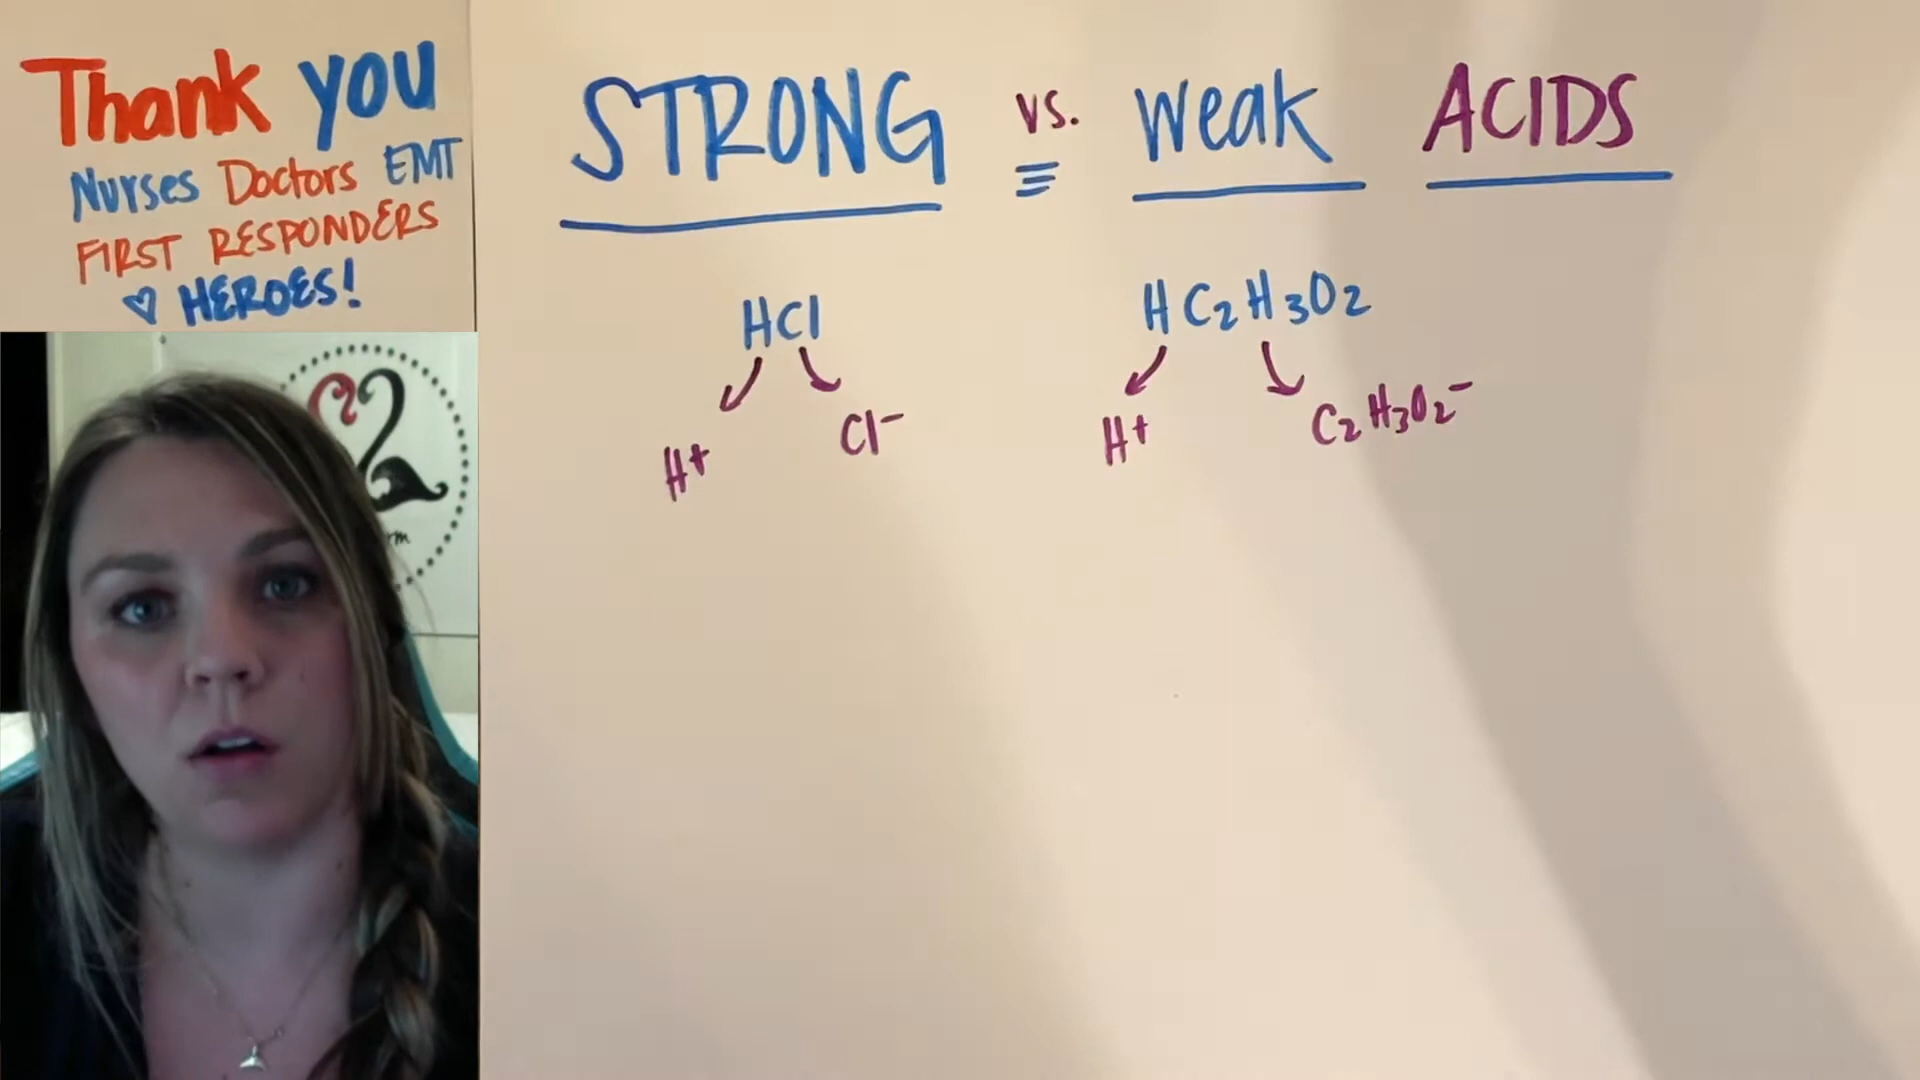 Thank you
Nurses Doctors EMT
FIRST RESPONDERS
♡ HEROES!
STRONG vs. weak ACIDS
HCl
H+ Cl⁻
HC₂H₃O₂
H+ C₂H₃O₂⁻